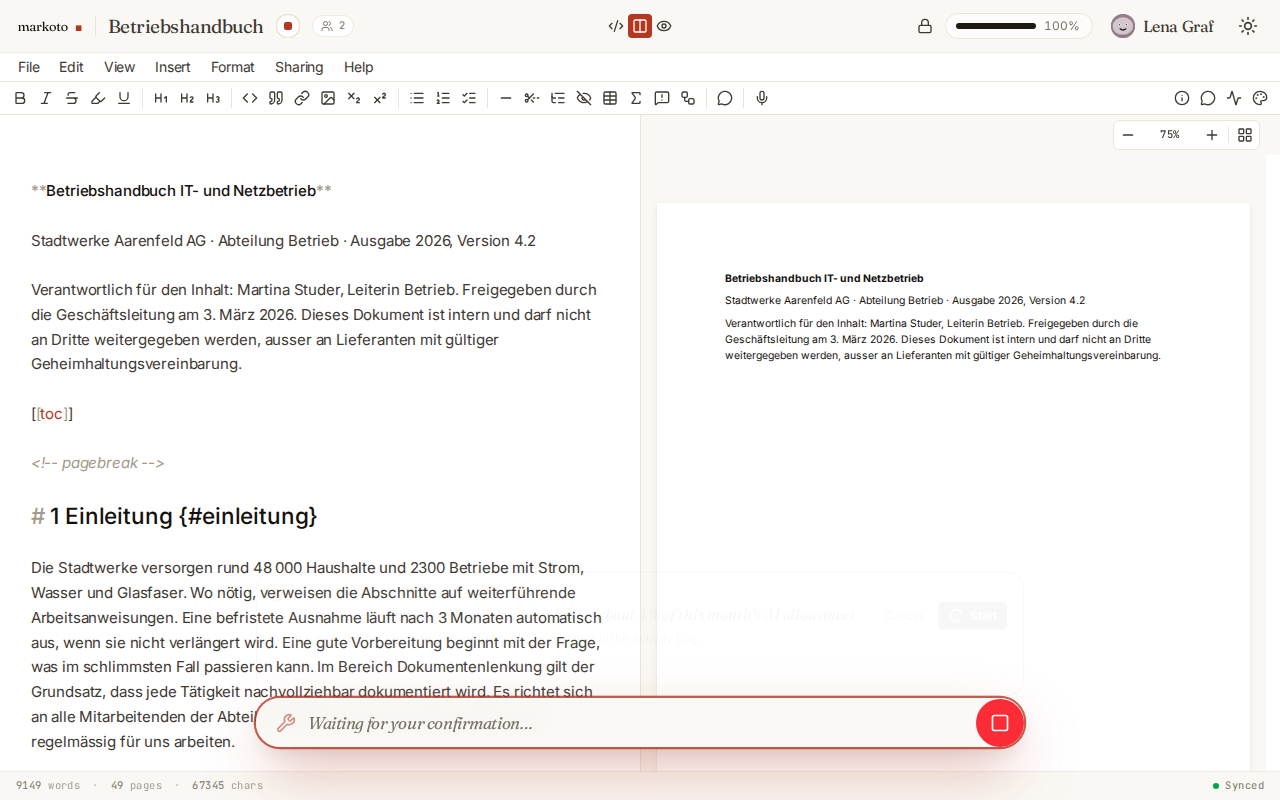 markoto
Betriebshandbuch
2
100%
Lena Graf
File Edit View Insert Format Sharing Help
H1 H2 H3
75%
**Betriebshandbuch IT- und Netzbetrieb**
Stadtwerke Aarenfeld AG · Abteilung Betrieb · Ausgabe 2026, Version 4.2
Verantwortlich für den Inhalt: Martina Studer, Leiterin Betrieb. Freigegeben durch
die Geschäftsleitung am 3. März 2026. Dieses Dokument ist intern und darf nicht
an Dritte weitergegeben werden, ausser an Lieferanten mit gültiger
Geheimhaltungsvereinbarung.
[[toc]]
<!-- pagebreak -->
# 1 Einleitung {#einleitung}
Die Stadtwerke versorgen rund 48 000 Haushalte und 2300 Betriebe mit Strom,
Wasser und Glasfaser. Wo nötig, verweisen die Abschnitte auf weiterführende
Arbeitsanweisungen. Eine befristete Ausnahme läuft nach 3 Monaten automatisch
aus, wenn sie nicht verlängert wird. Eine gute Vorbereitung beginnt mit der Frage,
was im schlimmsten Fall passieren kann. Im Bereich Dokumentenlenkung gilt der
Grundsatz, dass jede Tätigkeit nachvollziehbar dokumentiert wird. Es richtet sich
an alle Mitarbeitenden der
regelmässig für uns arbeiten.
Betriebshandbuch IT- und Netzbetrieb
Stadtwerke Aarenfeld AG · Abteilung Betrieb · Ausgabe 2026, Version 4.2
Verantwortlich für den Inhalt: Martina Studer, Leiterin Betrieb. Freigegeben durch die
Geschäftsleitung am 3. März 2026. Dieses Dokument ist intern und darf nicht an Dritte
weitergegeben werden, ausser an Lieferanten mit gültiger Geheimhaltungsvereinbarung.
of this month's AI allowance).
Cancel Start
Waiting for your confirmation...
9149 words · 49 pages · 67345 chars
Synced